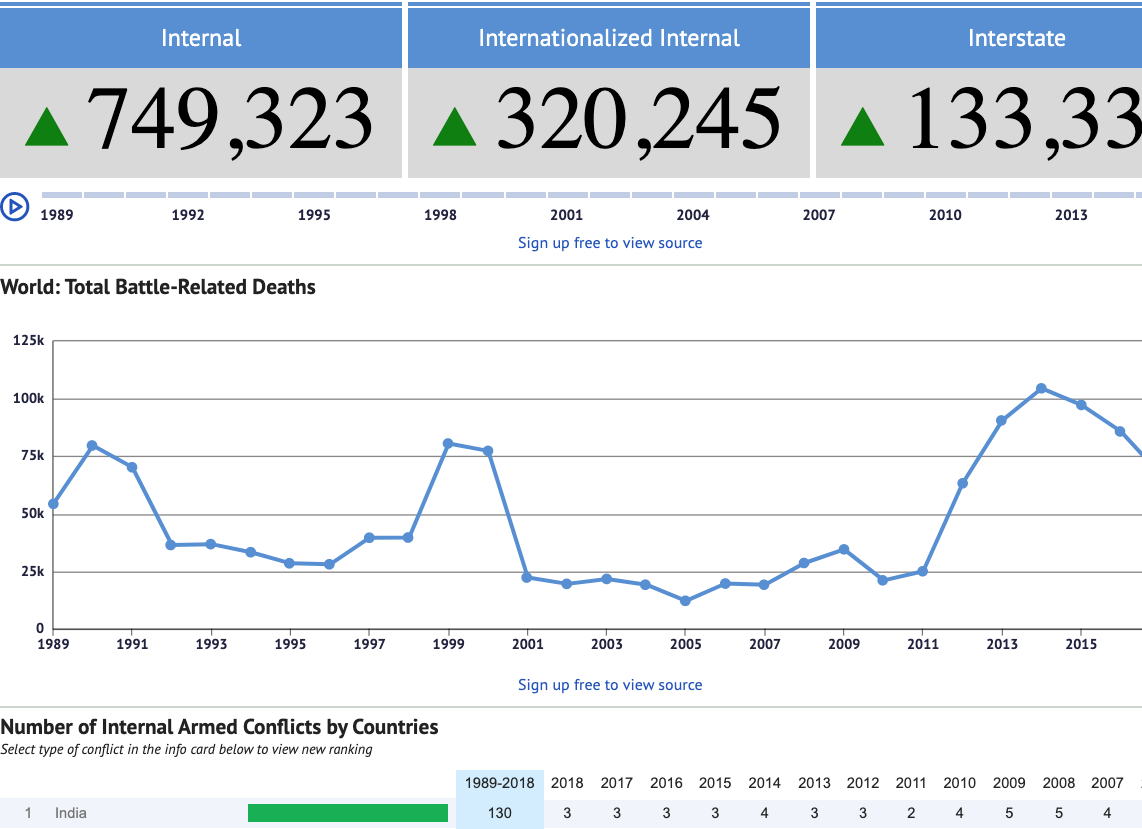 Internal Internationalized Internal Interstate
▲ 749,323 ▲ 320,245 ▲ 133,33
1989 1992 1995 1998 2001 2004 2007 2010 2013
Sign up free to view source
World: Total Battle-Related Deaths
125k
100k
75k
50k
25k
0
1989 1991 1993 1995 1997 1999 2001 2003 2005 2007 2009 2011 2013 2015
Sign up free to view source
Number of Internal Armed Conflicts by Countries
Select type of conflict in the info card below to view new ranking
1989-2018 2018 2017 2016 2015 2014 2013 2012 2011 2010 2009 2008 2007
1 India 130 3 3 3 3 4 3 3 2 4 5 5 4